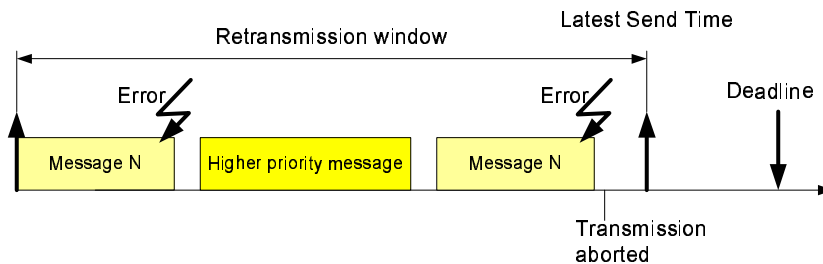 Latest Send Time
Retransmission window
Error
Error
Deadline
Message N
Higher priority message
Message N
Transmission
aborted